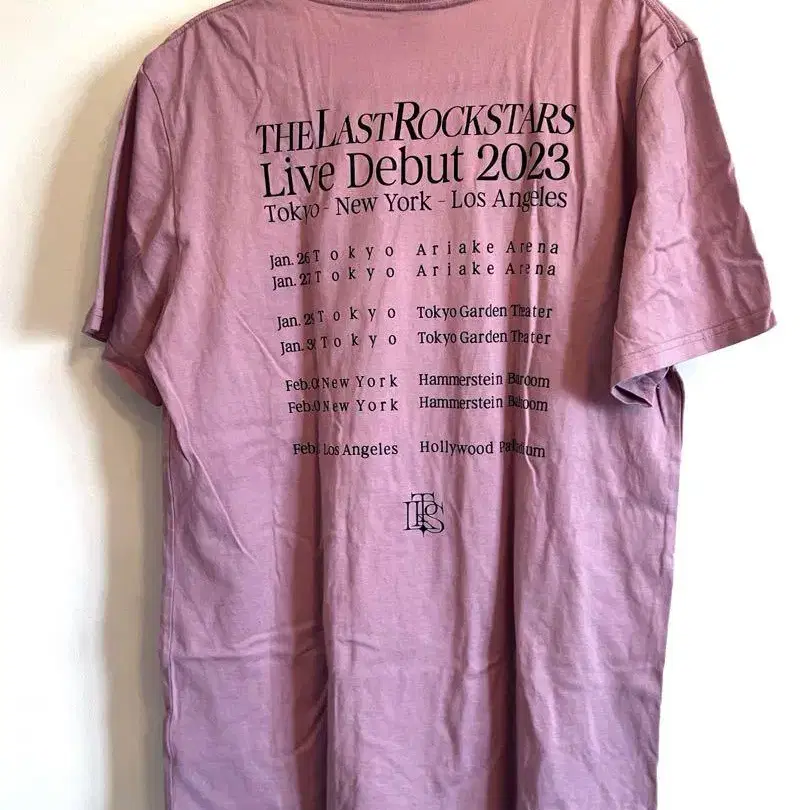 THE LAST ROCKSTARS
Live Debut 2023
Tokyo - New York - Los Angeles
Jan. 26 Tokyo Ariake Arena
Jan. 27 Tokyo Ariake Arena
Jan. Tokyo Tokyo Garden Theater
Jan. Tokyo Tokyo Garden Theater
Feb. New York Hammerstein Ballroom
Feb. New York Hammerstein Ballroom
Feb. Los Angeles Hollywood Palladium
TLRS